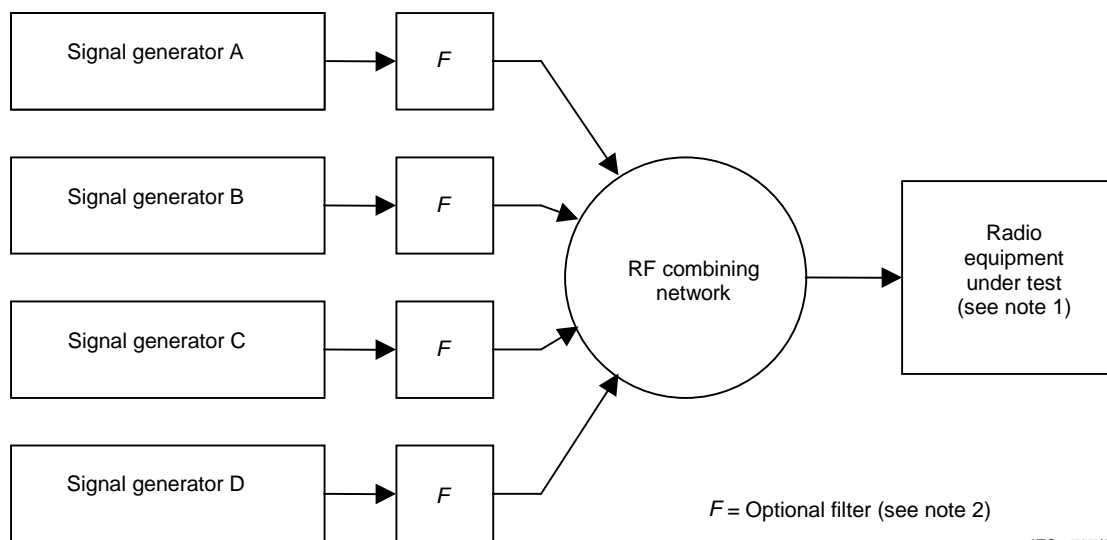 Signal generator A
F
Signal generator B
F
Signal generator C
F
Signal generator D
F
RF combining
network
Radio
equipment
under test
(see note 1)
F = Optional filter (see note 2)